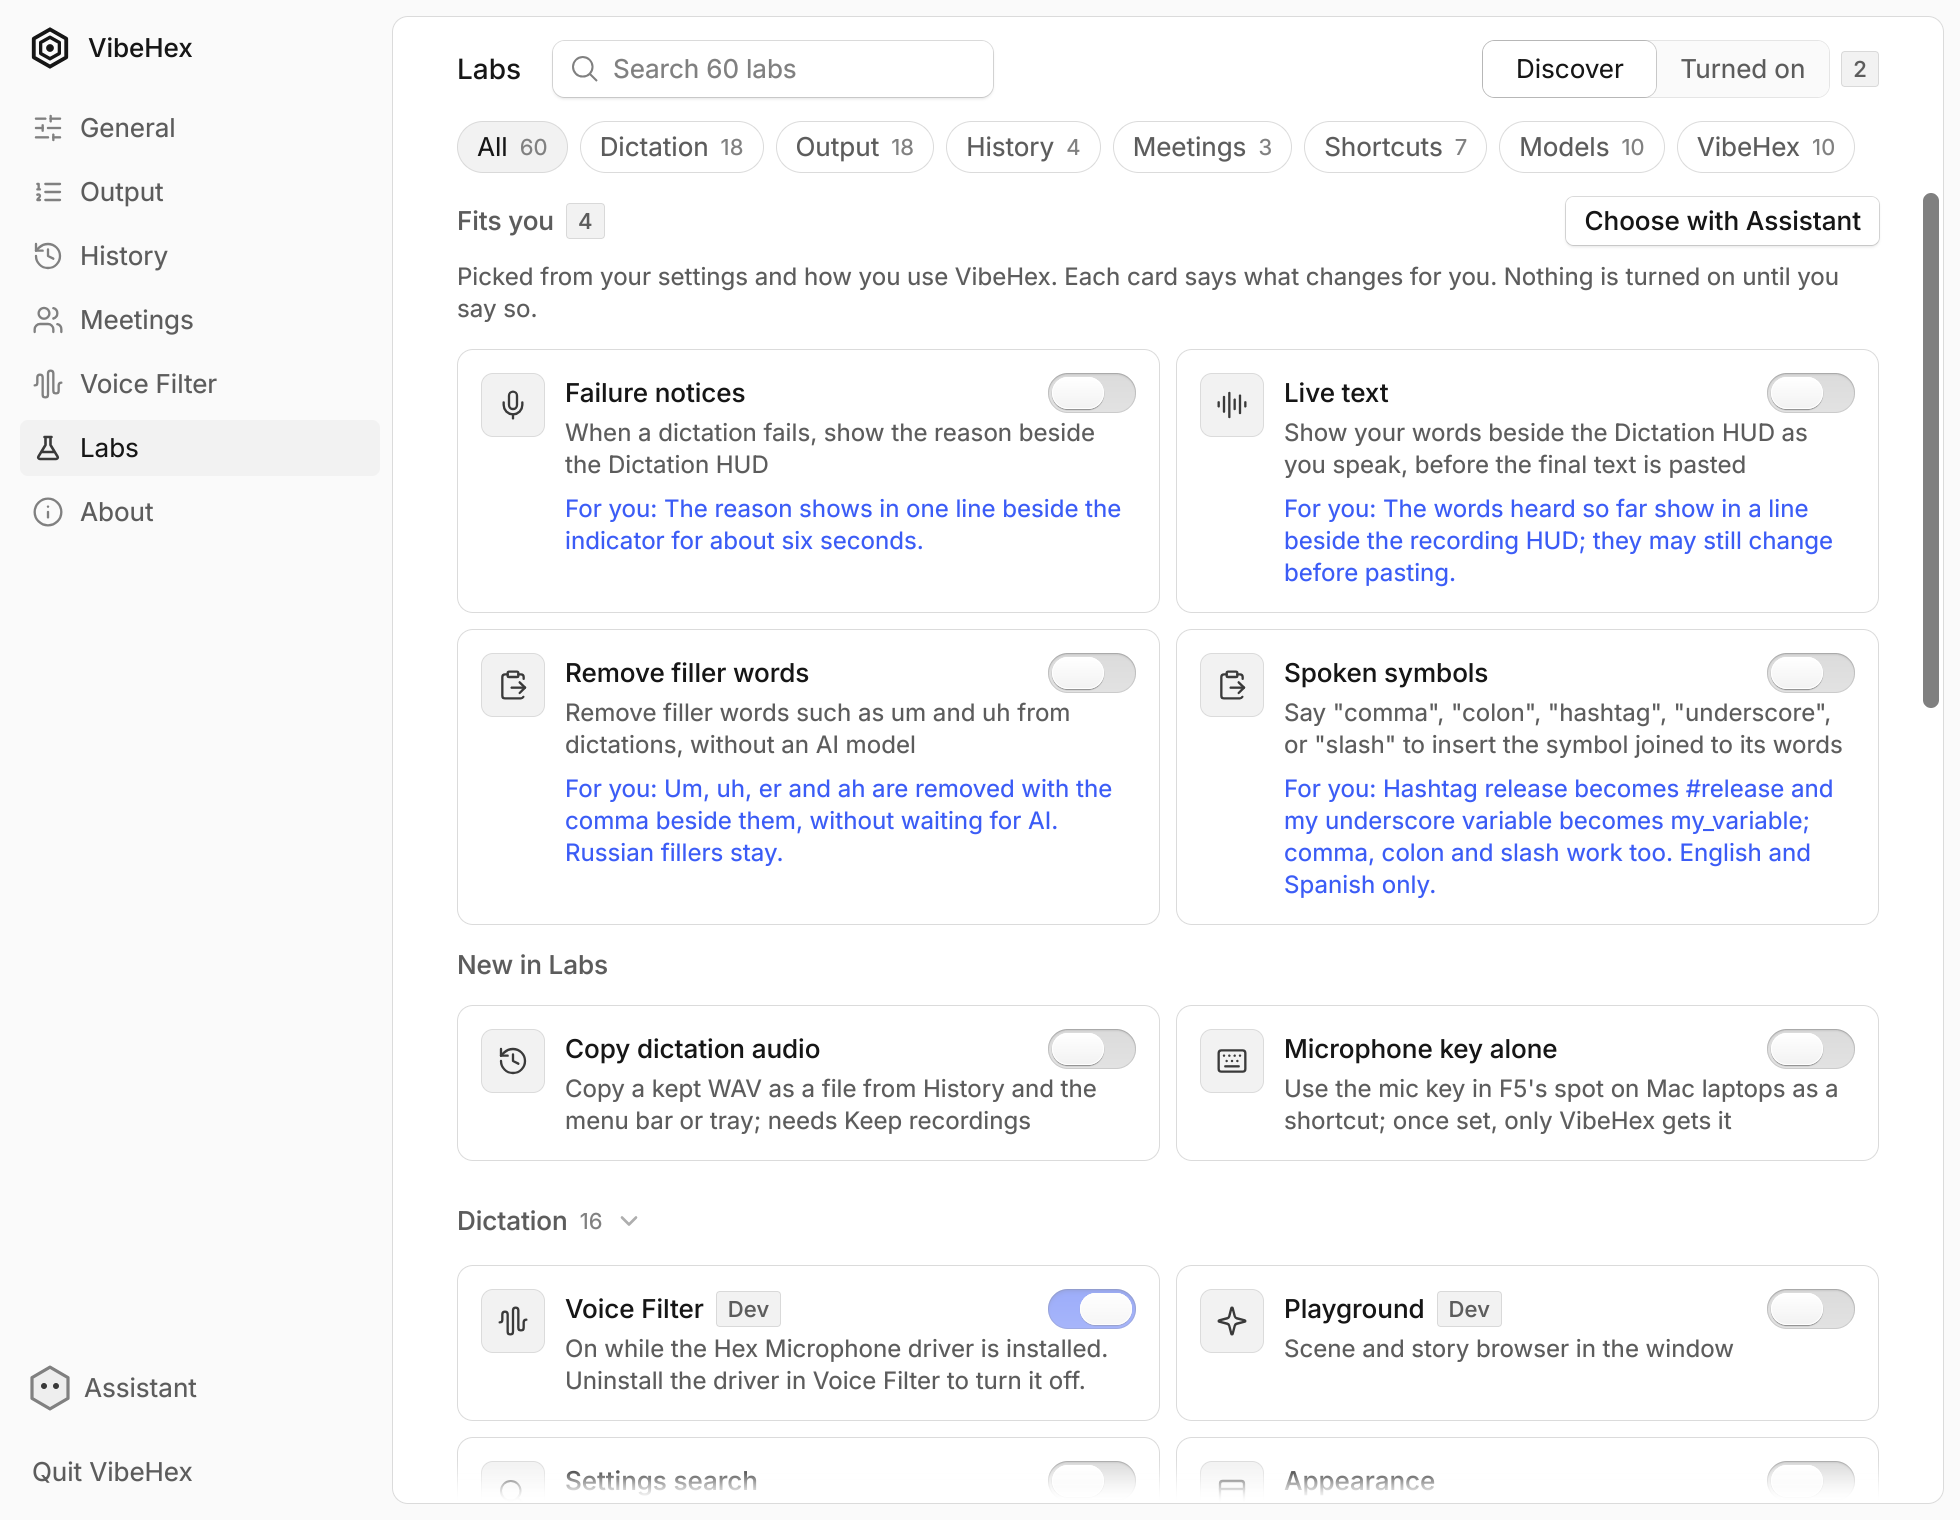 VibeHex
General
Output
History
Meetings
Voice Filter
Labs
About
Assistant
Quit VibeHex
Labs
Search 60 labs
Discover
Turned on
2
All 60
Dictation 18
Output 18
History 4
Meetings 3
Shortcuts 7
Models 10
VibeHex 10
Fits you 4
Choose with Assistant
Picked from your settings and how you use VibeHex. Each card says what changes for you. Nothing is turned on until you
say so.
Failure notices
When a dictation fails, show the reason beside
the Dictation HUD
For you: The reason shows in one line beside the
indicator for about six seconds.
Live text
Show your words beside the Dictation HUD as
you speak, before the final text is pasted
For you: The words heard so far show in a line
beside the recording HUD; they may still change
before pasting.
Remove filler words
Remove filler words such as um and uh from
dictations, without an AI model
For you: Um, uh, er and ah are removed with the
comma beside them, without waiting for AI.
Russian fillers stay.
Spoken symbols
Say "comma", "colon", "hashtag", "underscore",
or "slash" to insert the symbol joined to its words
For you: Hashtag release becomes #release and
my underscore variable becomes my_variable;
comma, colon and slash work too. English and
Spanish only.
New in Labs
Copy dictation audio
Copy a kept WAV as a file from History and the
menu bar or tray; needs Keep recordings
Microphone key alone
Use the mic key in F5's spot on Mac laptops as a
shortcut; once set, only VibeHex gets it
Dictation 16
Voice Filter Dev
On while the Hex Microphone driver is installed.
Uninstall the driver in Voice Filter to turn it off.
Playground Dev
Scene and story browser in the window
Settings search
Appearance